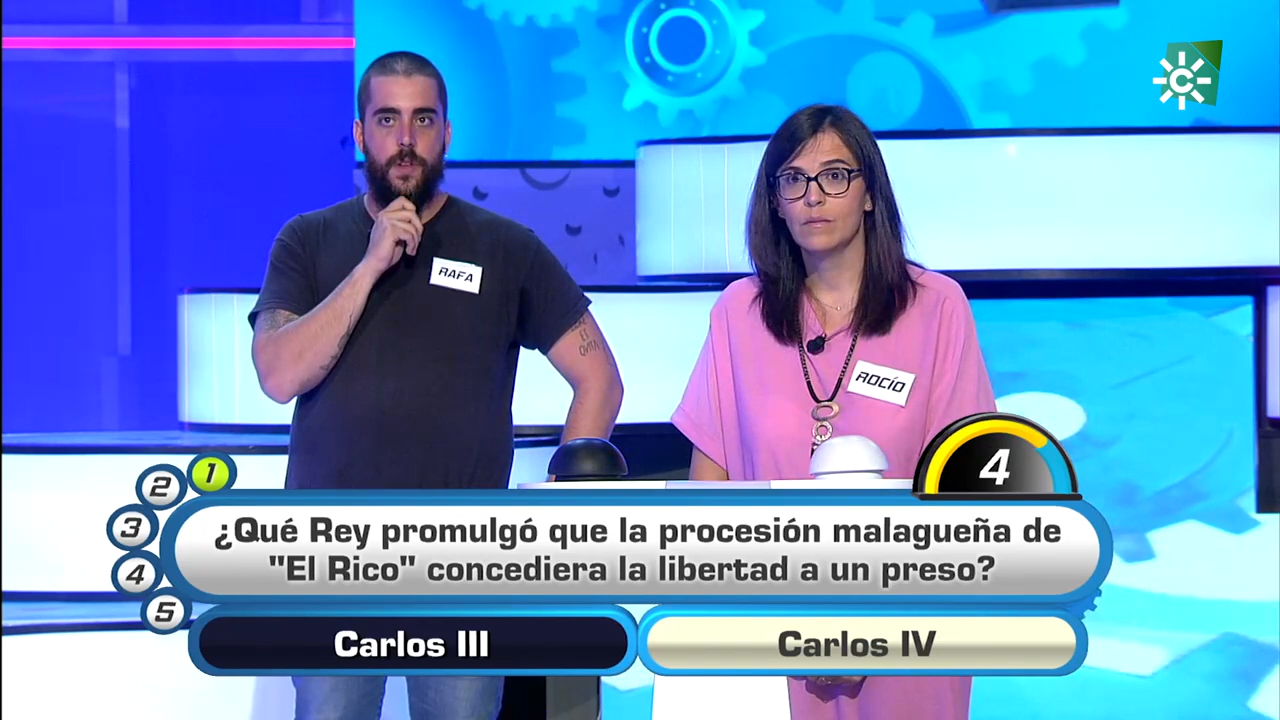 RAFA
ROCÍO
4
1
2
3
4
5
¿Qué Rey promulgó que la procesión malagueña de
"El Rico" concediera la libertad a un preso?
Carlos III
Carlos IV